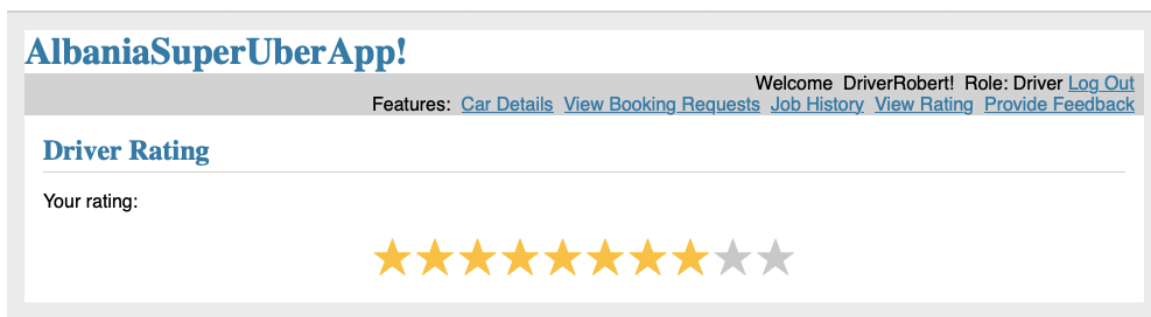 AlbaniaSuperUberApp!
Welcome DriverRobert! Role: Driver Log Out
Features: Car Details View Booking Requests Job History View Rating Provide Feedback
Driver Rating
Your rating: